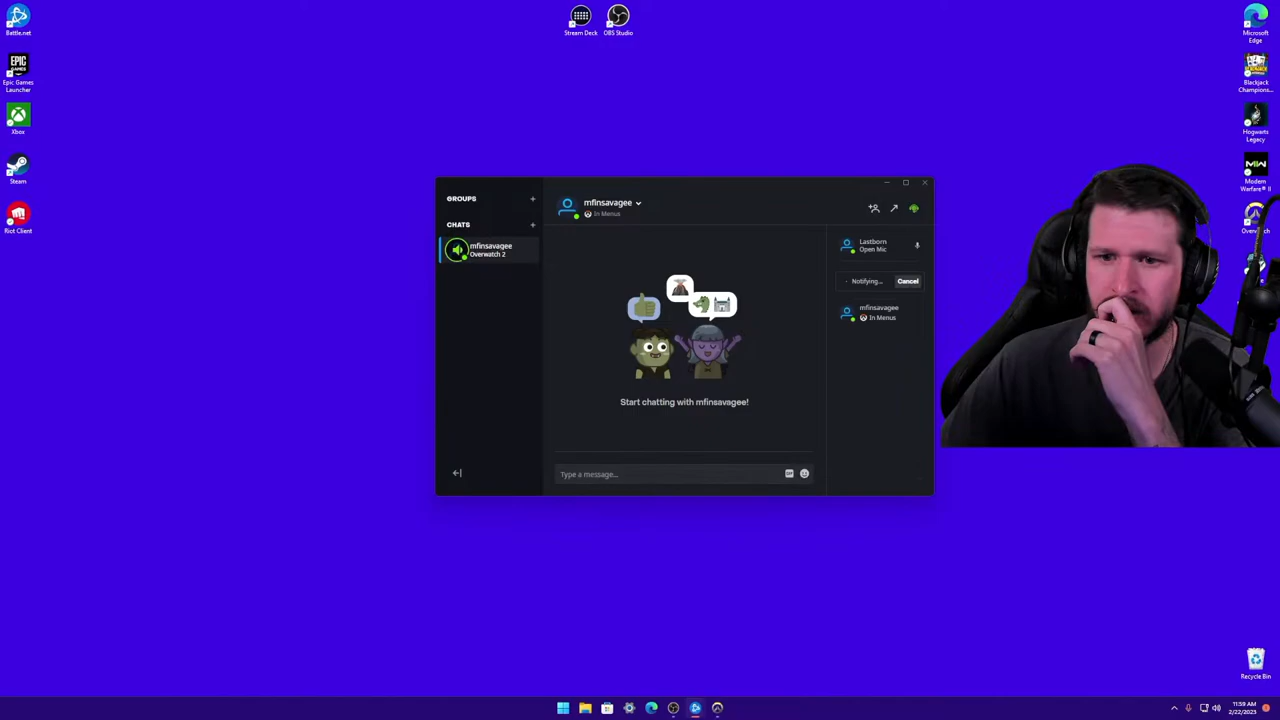 Battle.net
Epic Games
Launcher
Xbox
Steam
Riot Client
Stream Deck
OBS Studio
Microsoft
Edge
Blackjack
Champions...
Hogwarts
Legacy
Modern
Warfare® II
GROUPS
CHATS
mfinsavagee
Overwatch 2
mfinsavagee
In Menus
Start chatting with mfinsavagee!
Type a message...
GIF
Lastborn
Open Mic
Notifying...
Cancel
mfinsavagee
In Menus
Recycle Bin
11:59 AM
2/22/2023